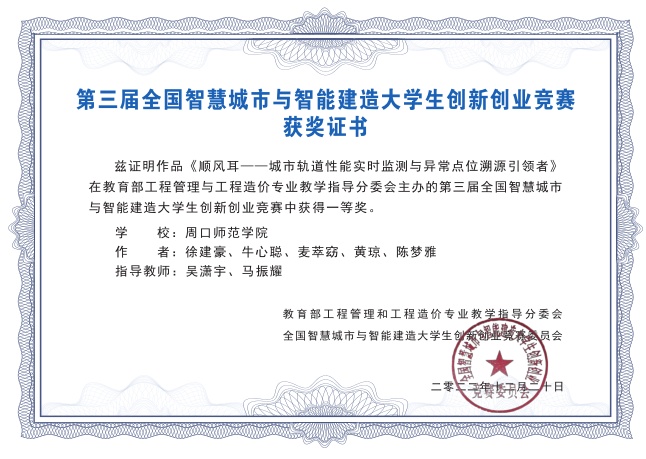 第三届全国智慧城市与智能建造大学生创新创业竞赛
获奖证书
兹证明作品《顺风耳——城市轨道性能实时监测与异常点位溯源引领者》
在教育部工程管理与工程造价专业教学指导分委会主办的第三届全国智慧城市
与智能建造大学生创新创业竞赛中获得一等奖。
学 校：周口师范学院
作 者：徐建豪、牛心聪、麦萃窈、黄琼、陈梦雅
指导教师：吴潇宇、马振耀
教育部工程管理和工程造价专业教学指导分委会
全国智慧城市与智能建造大学生创新创业竞赛委员会
二零二二年十二月二十日
竞赛委员会